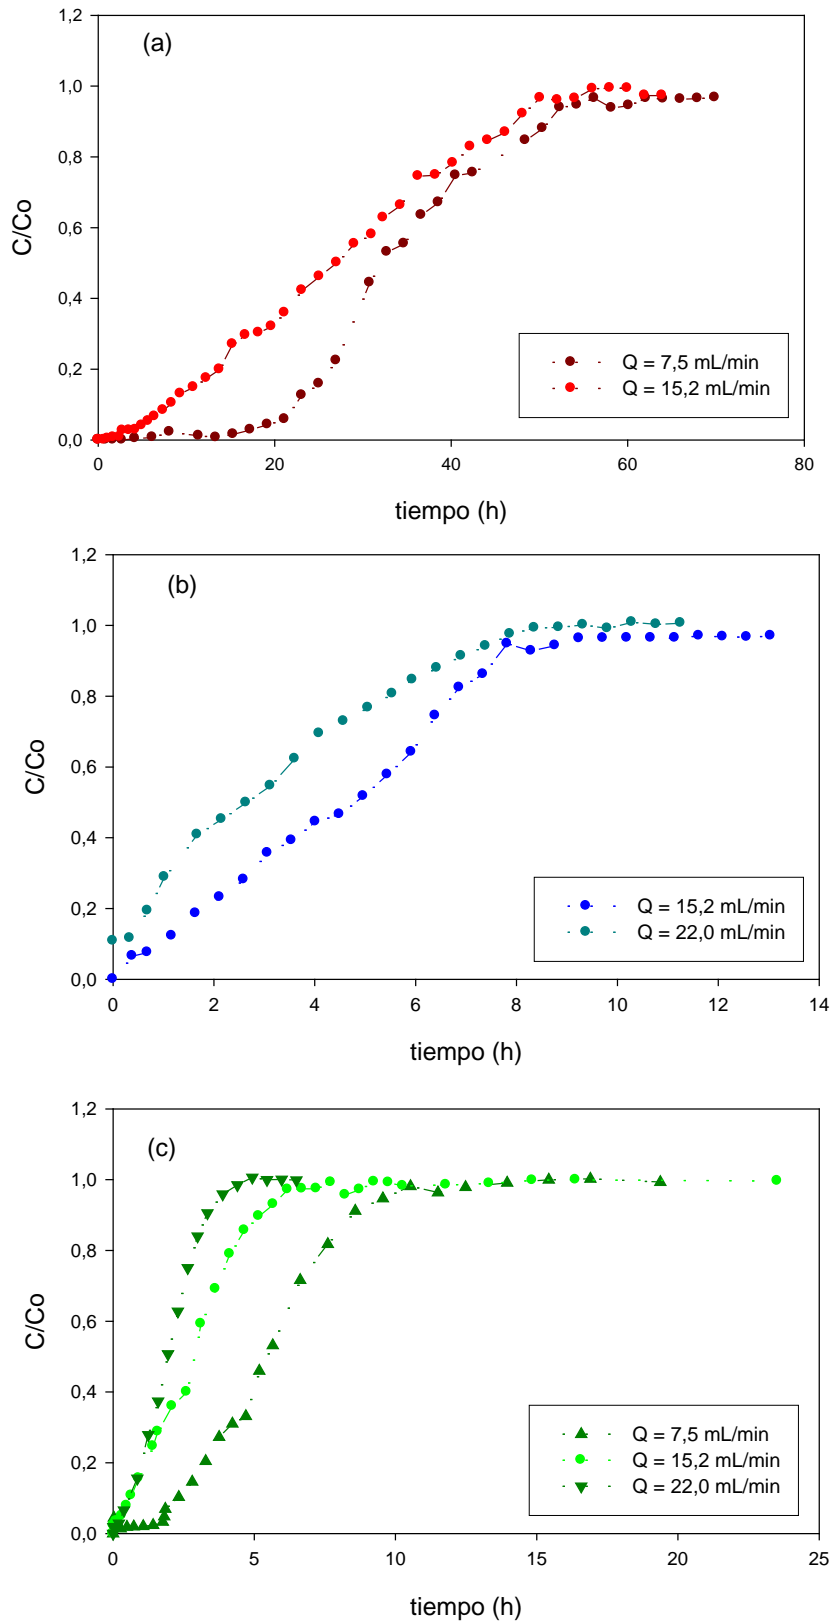 (a)
1,2
1,0
0,8
0,6
0,4
0,2
0,0
C/Co
Q = 7,5 mL/min
Q = 15,2 mL/min
0 20 40 60 80
tiempo (h)
(b)
1,2
1,0
0,8
0,6
0,4
0,2
0,0
C/Co
Q = 15,2 mL/min
Q = 22,0 mL/min
0 2 4 6 8 10 12 14
tiempo (h)
(c)
1,2
1,0
0,8
0,6
0,4
0,2
0,0
C/Co
Q = 7,5 mL/min
Q = 15,2 mL/min
Q = 22,0 mL/min
0 5 10 15 20 25
tiempo (h)